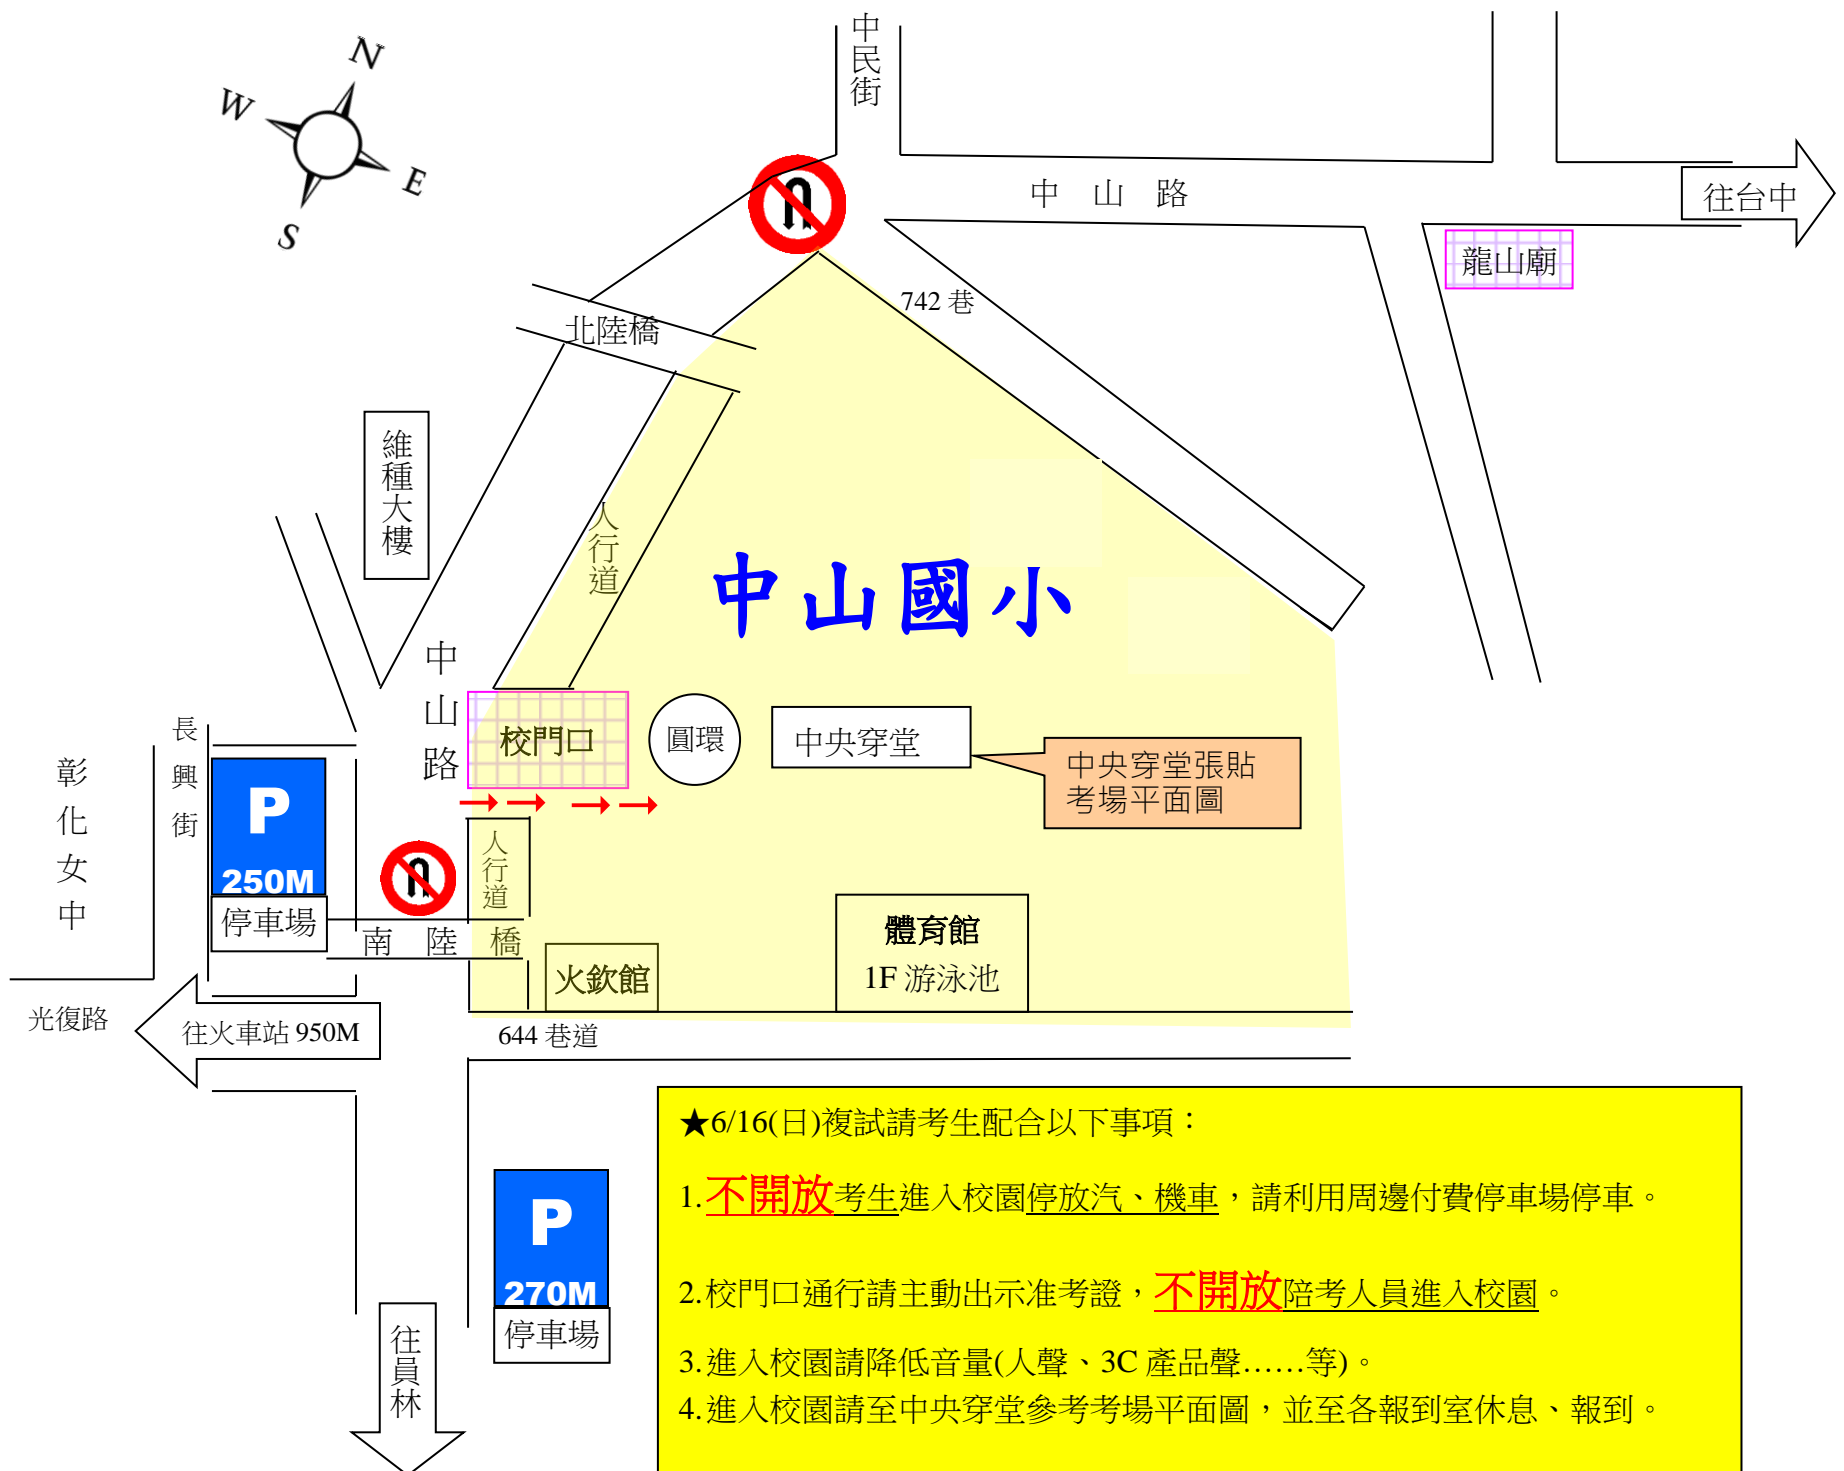 中民街
N
W
E
S
中 山 路
往台中
龍山廟
742 巷
北陸橋
維種大樓
人行道
中山國小
中山路
校門口
圓環
中央穿堂
中央穿堂張貼
考場平面圖
長興街
彰化女中
P
250M
停車場
人行道
南 陸 橋
火欽館
體育館
1F 游泳池
光復路
往火車站 950M
644 巷道
P
270M
停車場
往員林
★6/16(日)複試請考生配合以下事項：
1.不開放考生進入校園停放汽、機車，請利用周邊付費停車場停車。
2.校門口通行請主動出示准考證，不開放陪考人員進入校園。
3.進入校園請降低音量(人聲、3C 產品聲……等)。
4.進入校園請至中央穿堂參考考場平面圖，並至各報到室休息、報到。